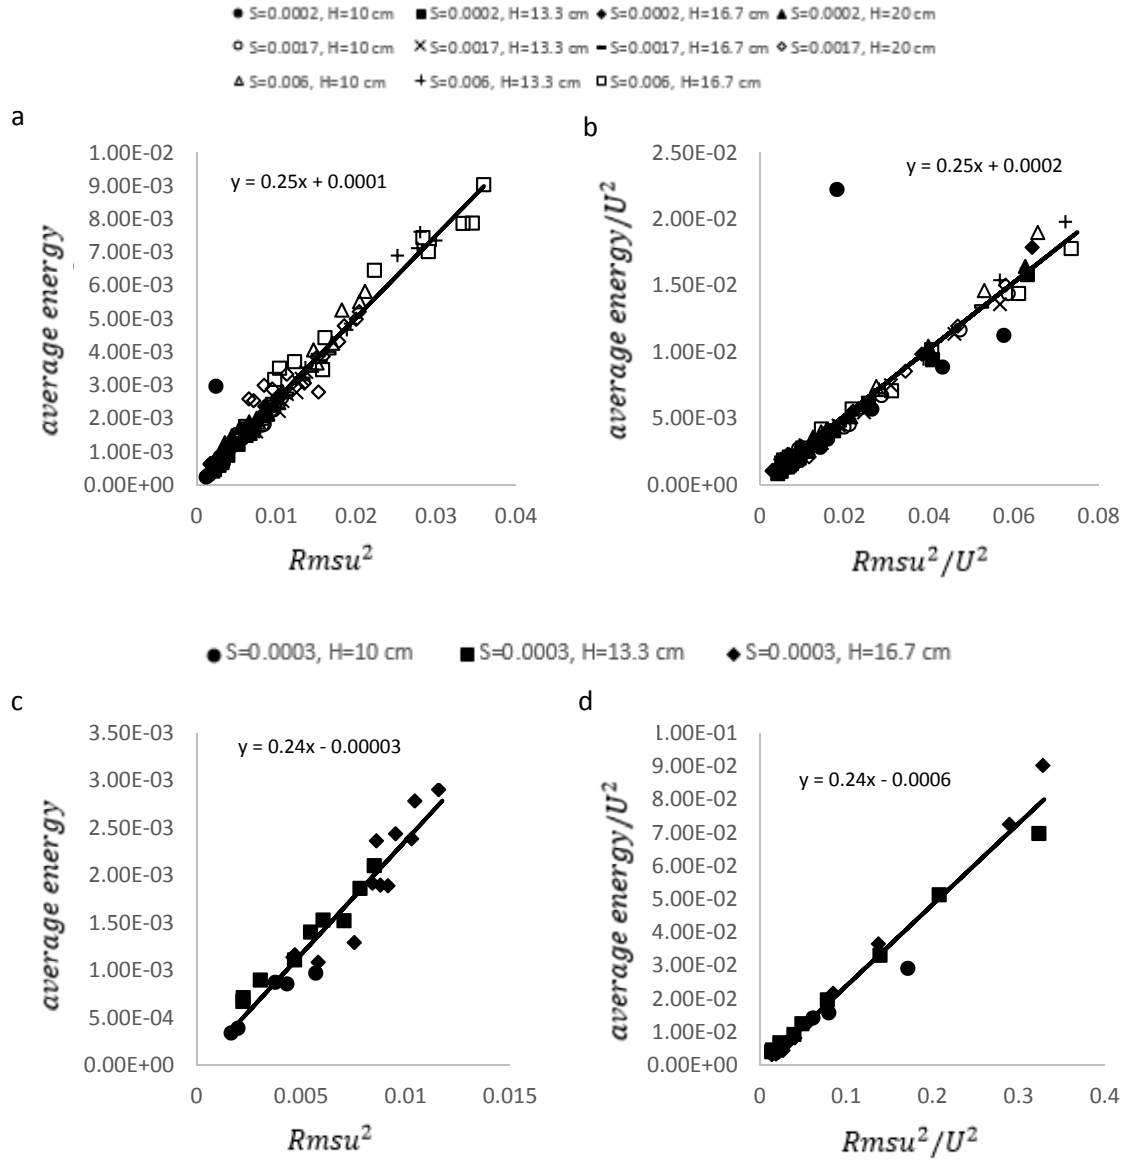 S=0.0002, H=10 cm S=0.0002, H=13.3 cm S=0.0002, H=16.7 cm S=0.0002, H=20 cm
S=0.0017, H=10 cm S=0.0017, H=13.3 cm S=0.0017, H=16.7 cm S=0.0017, H=20 cm
S=0.006, H=10 cm S=0.006, H=13.3 cm S=0.006, H=16.7 cm
a
average energy
1.00E-02
9.00E-03
8.00E-03
7.00E-03
6.00E-03
5.00E-03
4.00E-03
3.00E-03
2.00E-03
1.00E-03
0.00E+00
y = 0.25x + 0.0001
0 0.01 0.02 0.03 0.04
Rmsu²
b
average energy/U²
2.50E-02
2.00E-02
1.50E-02
1.00E-02
5.00E-03
0.00E+00
y = 0.25x + 0.0002
0 0.02 0.04 0.06 0.08
Rmsu²/U²
S=0.0003, H=10 cm S=0.0003, H=13.3 cm S=0.0003, H=16.7 cm
c
average energy
3.50E-03
3.00E-03
2.50E-03
2.00E-03
1.50E-03
1.00E-03
5.00E-04
0.00E+00
y = 0.24x - 0.00003
0 0.005 0.01 0.015
Rmsu²
d
average energy/U²
1.00E-01
9.00E-02
8.00E-02
7.00E-02
6.00E-02
5.00E-02
4.00E-02
3.00E-02
2.00E-02
1.00E-02
0.00E+00
y = 0.24x - 0.0006
0 0.1 0.2 0.3 0.4
Rmsu²/U²